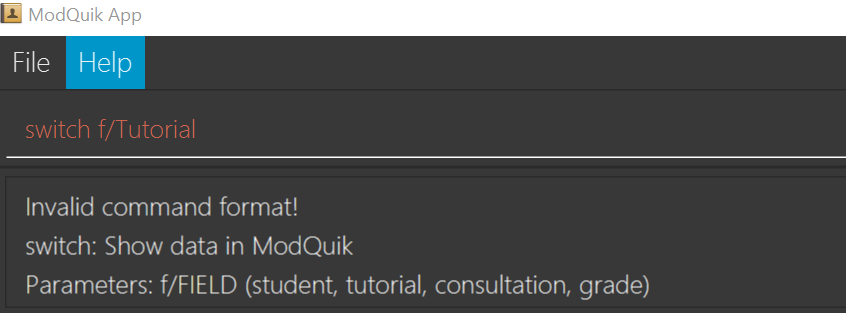 ModQuik App
File Help
switch f/Tutorial
Invalid command format!
switch: Show data in ModQuik
Parameters: f/FIELD (student, tutorial, consultation, grade)